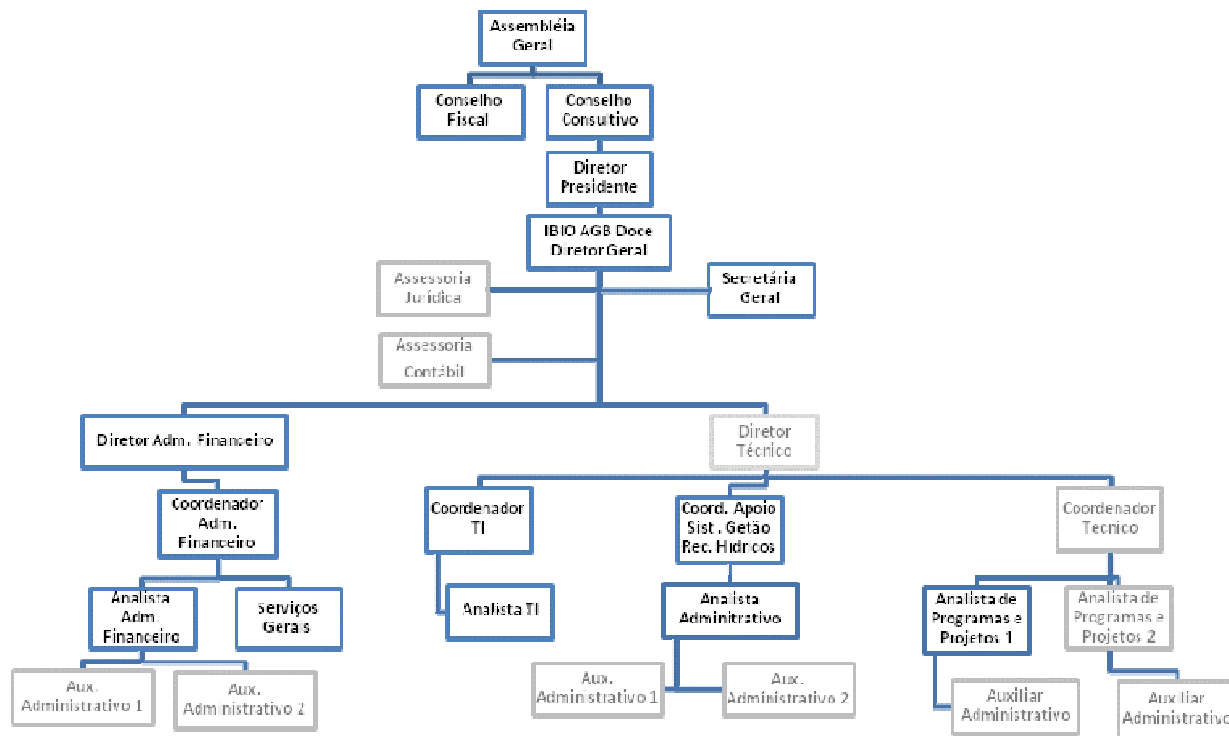 Assembléia
Geral
Conselho
Fiscal
Conselho
Consultivo
Diretor
Presidente
IBIO AGB Doce
Diretor Geral
Assessoria
Jurídica
Secretária
Geral
Assessoria
Contábil
Diretor Adm. Financeiro
Diretor
Técnico
Coordenador
Adm.
Financeiro
Coordenador
TI
Coord. Apoio
Sist. Getão
Rec. Hídricos
Coordenador
Tecnico
Analista
Adm.
Financeiro
Serviços
Gerais
Analista TI
Analista
Adminitrativo
Analista de
Programas e
Projetos 1
Analista de
Programas e
Projetos 2
Aux.
Administrativo 1
Aux.
Administrativo 2
Aux.
Administrativo 1
Aux.
Administrativo 2
Auxiliar
Administrativo
Auxiliar
Administrativo